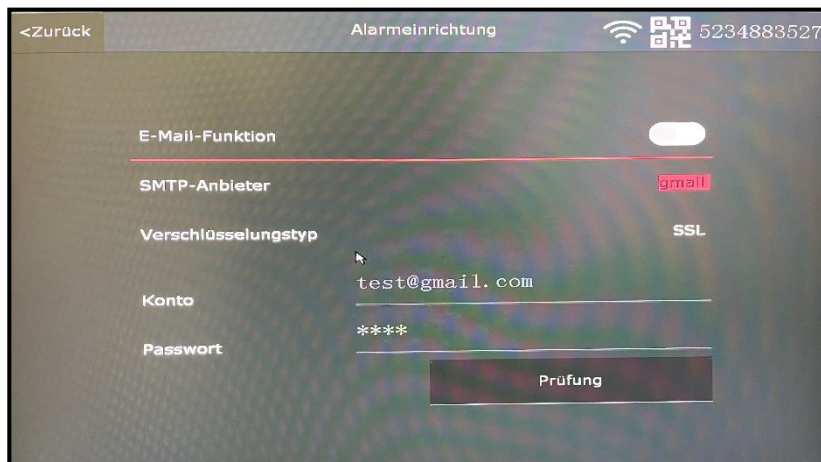 <Zurück
Alarmeinrichtung
5234883527
E-Mail-Funktion
SMTP-Anbieter
gmail
Verschlüsselungstyp
SSL
Konto
test@gmail.com
Passwort
****
Prüfung